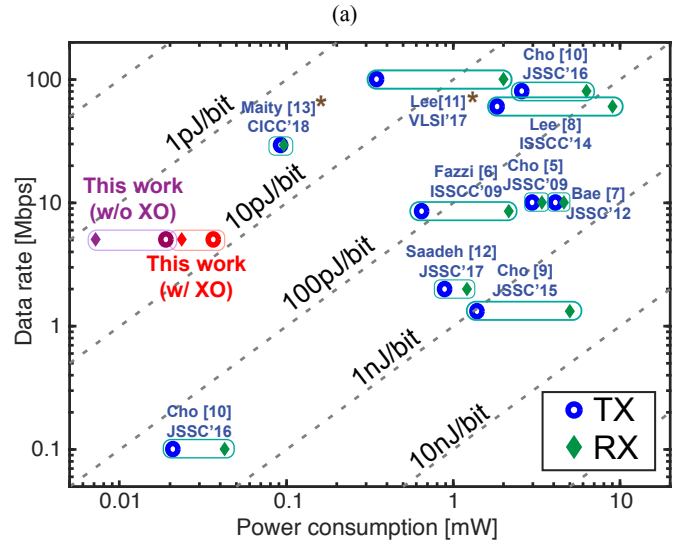 (a)
100
10
1
0.1
Data rate [Mbps]
Cho [10]
JSSC'16
Maity [13] *
CICC'18
Lee[11] *
VLSI'17
Lee [8]
ISSCC'14
1pJ/bit
This work
(w/o XO)
10pJ/bit
This work
(w/ XO)
Fazzi [6]
ISSCC'09
Cho [5]
JSSC'09
Bae [7]
JSSC'12
100pJ/bit
Saadeh [12]
JSSC'17
Cho [9]
JSSC'15
1nJ/bit
10nJ/bit
Cho [10]
JSSC'16
TX
RX
0.01
0.1
1
10
Power consumption [mW]